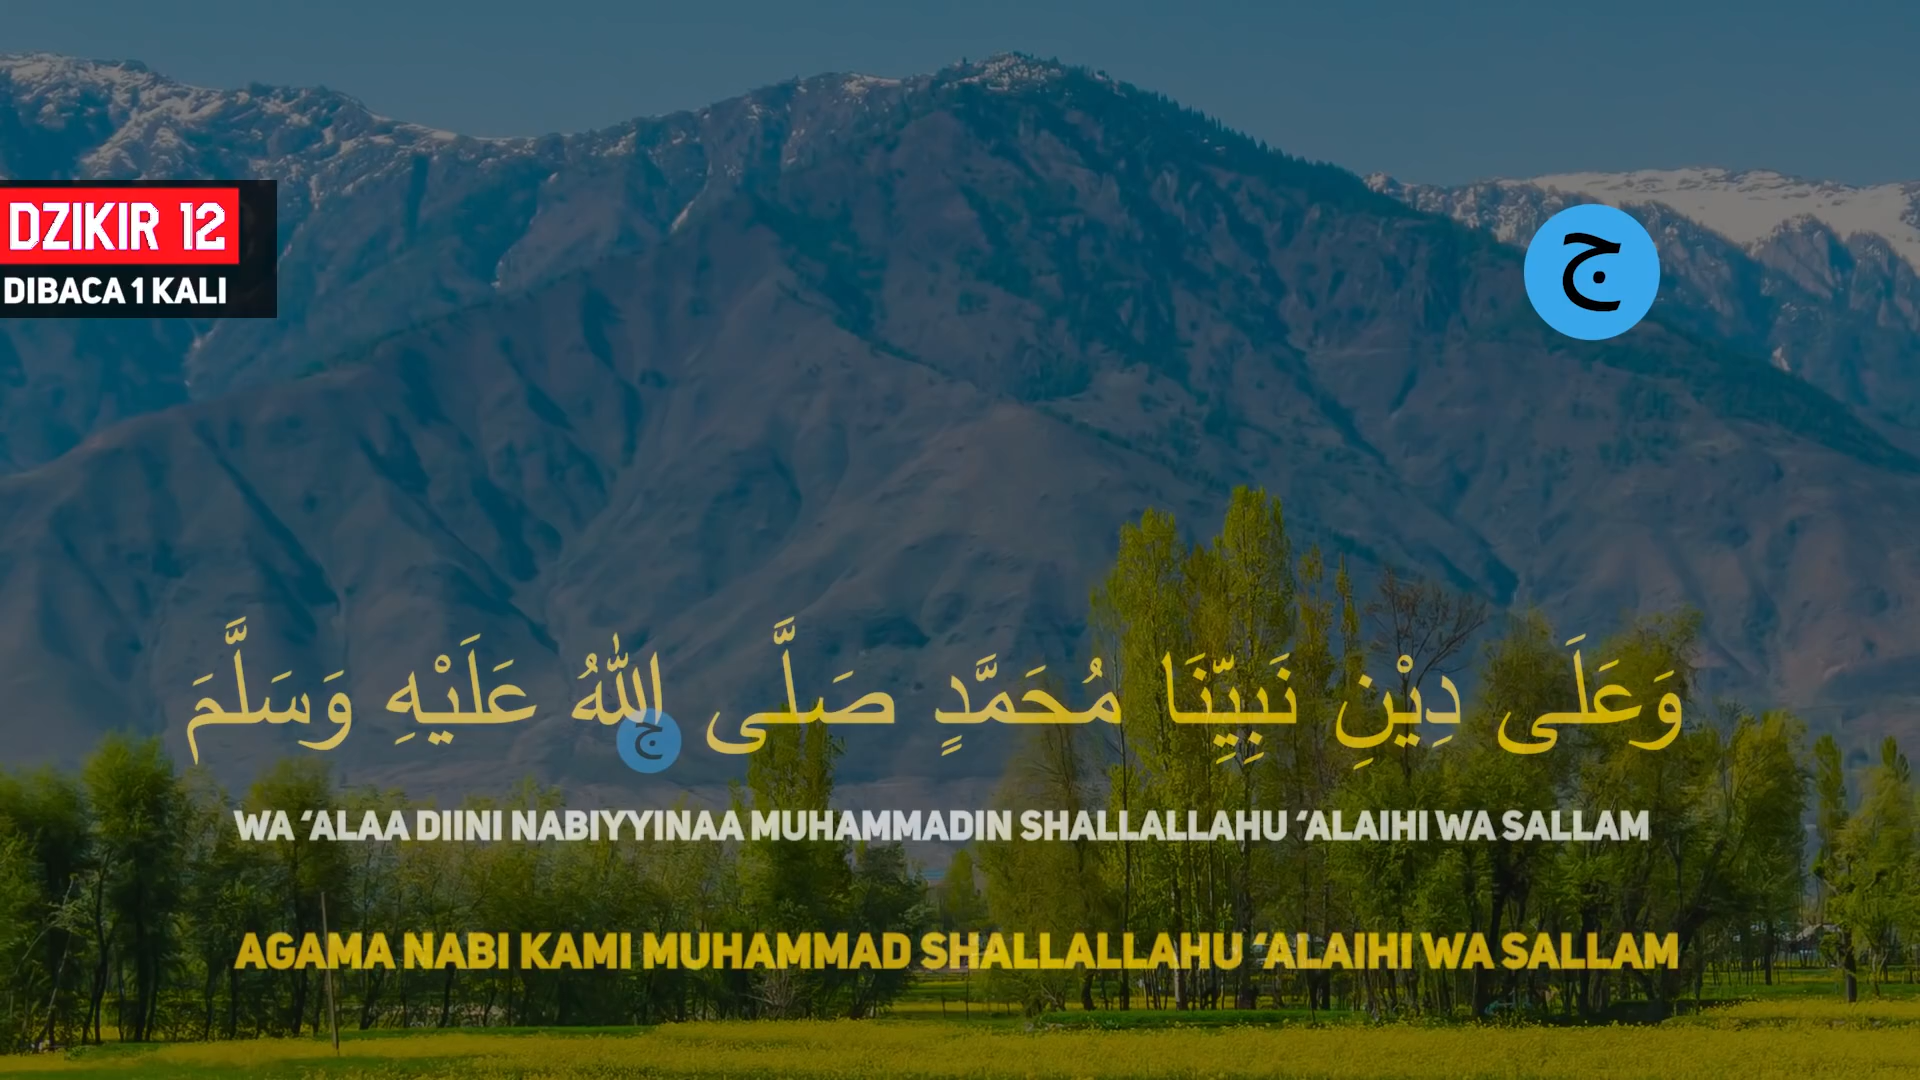 DZIKIR 12
DIBACA 1 KALI
ج
وَعَلَى دِيْنِ نَبِيِّنَا مُحَمَّدٍ صَلَّى اللهُ عَلَيْهِ وَسَلَّمَ
ج
WA ‘ALAA DIINI NABIYYINAA MUHAMMADIN SHALLALLAHU ‘ALAIHI WA SALLAM
AGAMA NABI KAMI MUHAMMAD SHALLALLAHU ‘ALAIHI WA SALLAM